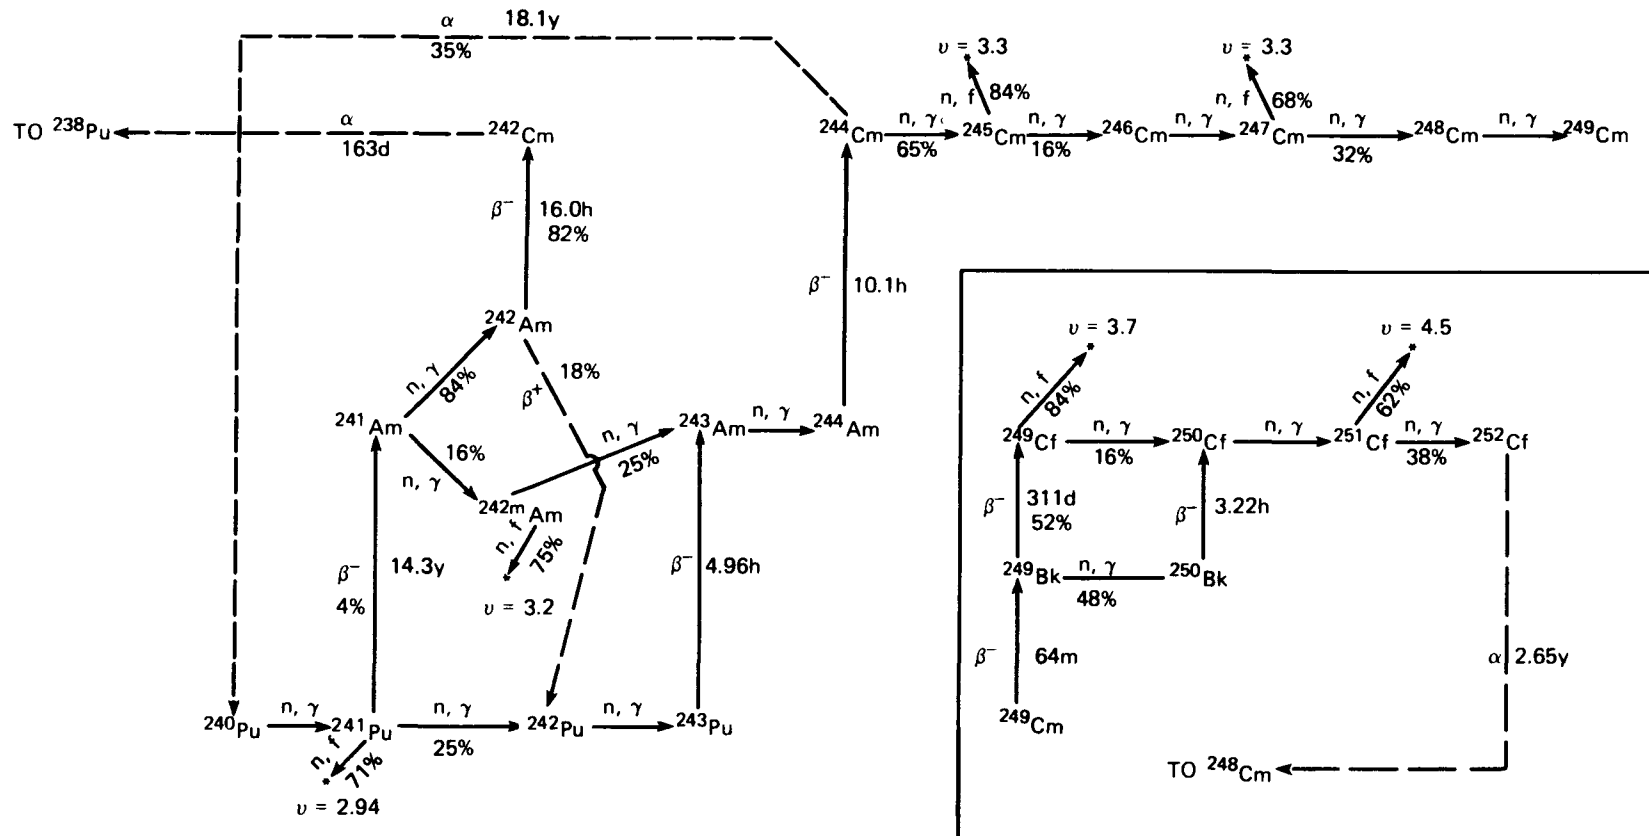 α 18.1y
35%
υ = 3.3
υ = 3.3
n, f 84%
n, f 68%
TO ²³⁸Pu
α
163d
²⁴²Cm
²⁴⁴Cm
n, γ
65%
²⁴⁵Cm
n, γ
16%
²⁴⁶Cm
n, γ
²⁴⁷Cm
n, γ
32%
²⁴⁸Cm
n, γ
²⁴⁹Cm
β⁻ 16.0h
82%
β⁻ 10.1h
²⁴²Am
n, γ
84%
18%
β⁺
²⁴¹Am
16%
n, γ
²⁴²ᵐAm
n, f
75%
υ = 3.2
n, γ
25%
²⁴³Am
n, γ
²⁴⁴Am
β⁻ 14.3y
4%
β⁻ 4.96h
²⁴⁰Pu
n, γ
²⁴¹Pu
n, γ
25%
²⁴²Pu
n, γ
²⁴³Pu
n, f
71%
υ = 2.94
υ = 3.7
υ = 4.5
n, f
84%
n, f
62%
²⁴⁹Cf
n, γ
16%
²⁵⁰Cf
n, γ
²⁵¹Cf
n, γ
38%
²⁵²Cf
β⁻ 311d
52%
β⁻ 3.22h
²⁴⁹Bk
n, γ
48%
²⁵⁰Bk
β⁻ 64m
α 2.65y
²⁴⁹Cm
TO ²⁴⁸Cm